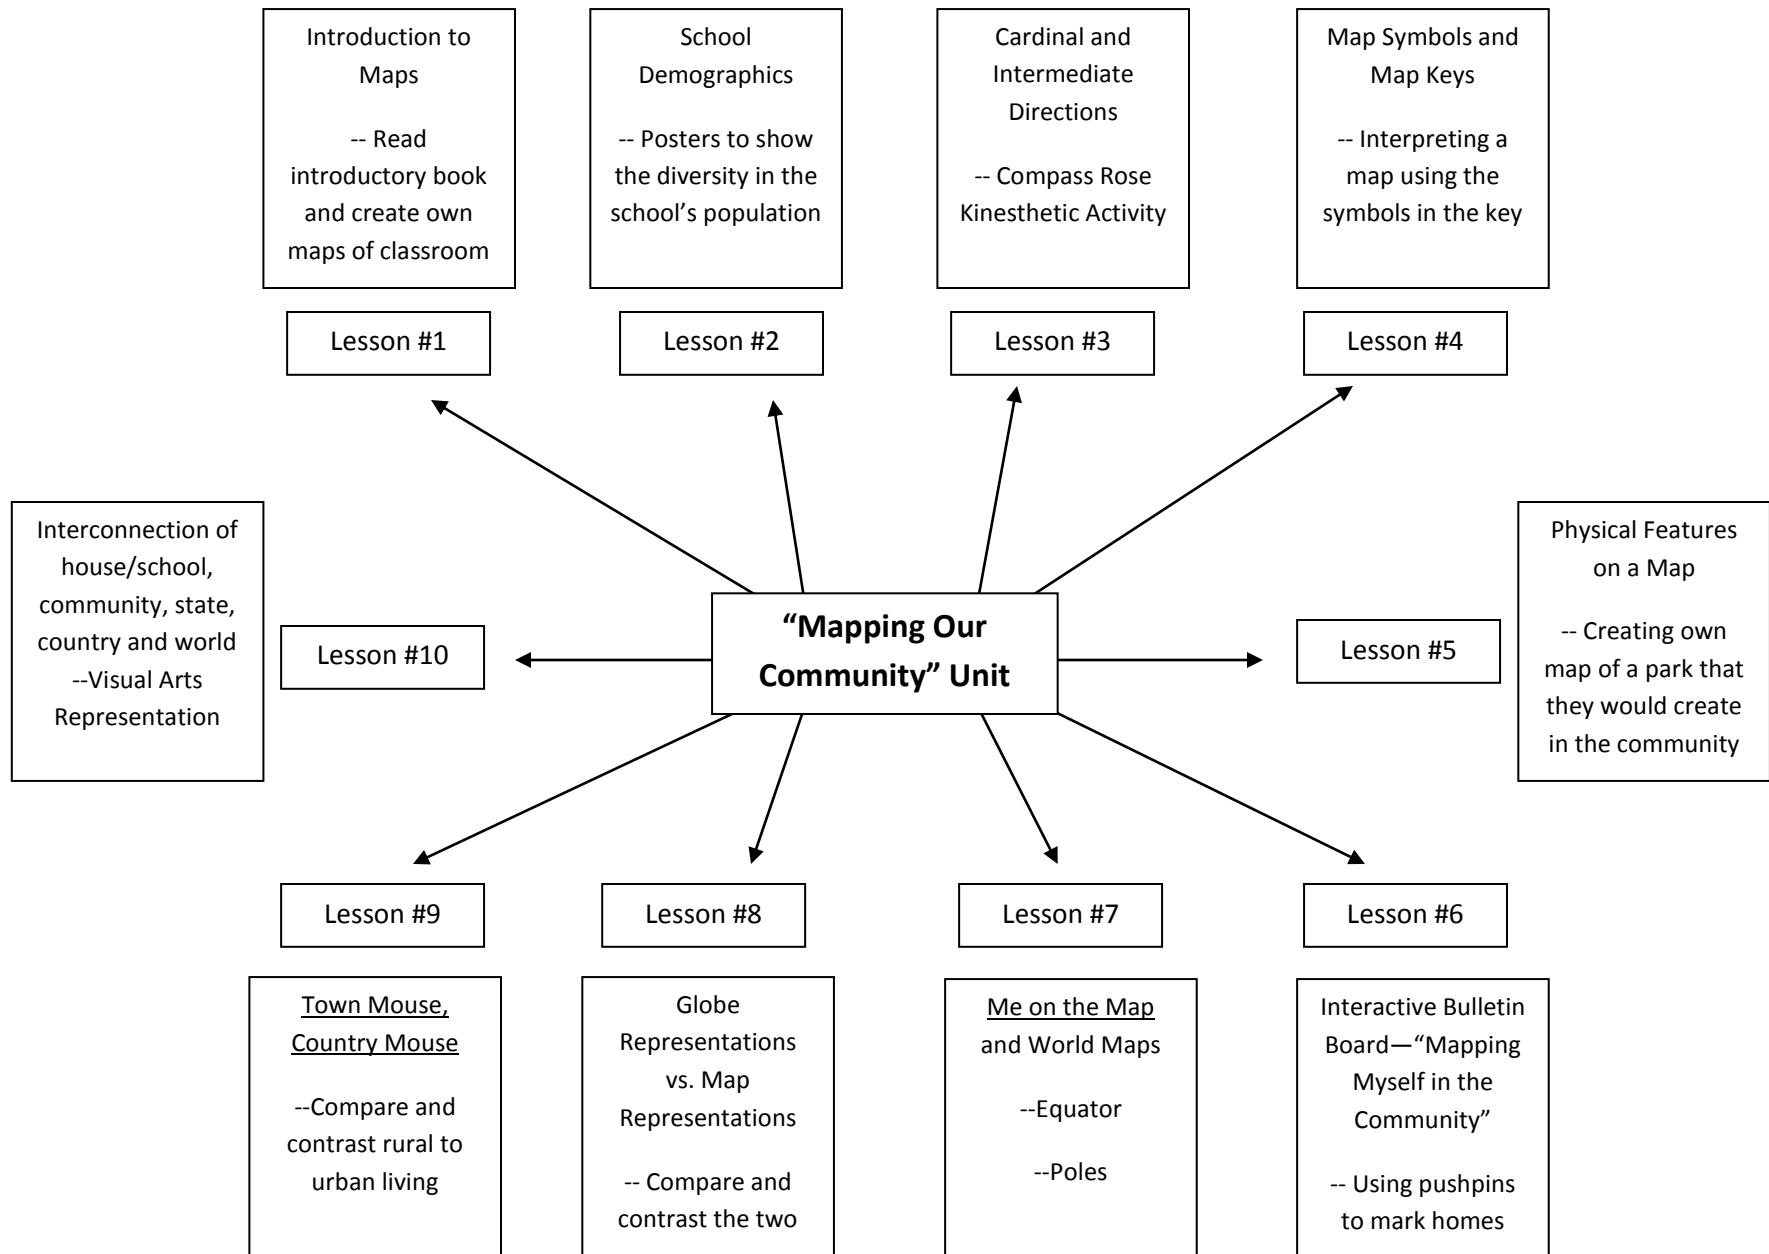 Introduction to
Maps
-- Read
introductory book
and create own
maps of classroom
Lesson #1
School
Demographics
-- Posters to show
the diversity in the
school’s population
Lesson #2
Cardinal and
Intermediate
Directions
-- Compass Rose
Kinesthetic Activity
Lesson #3
Map Symbols and
Map Keys
-- Interpreting a
map using the
symbols in the key
Lesson #4
Interconnection of
house/school,
community, state,
country and world
--Visual Arts
Representation
Lesson #10
“Mapping Our
Community” Unit
Lesson #5
Physical Features
on a Map
-- Creating own
map of a park that
they would create
in the community
Lesson #9
Town Mouse,
Country Mouse
--Compare and
contrast rural to
urban living
Lesson #8
Globe
Representations
vs. Map
Representations
-- Compare and
contrast the two
Lesson #7
Me on the Map
and World Maps
--Equator
--Poles
Lesson #6
Interactive Bulletin
Board—“Mapping
Myself in the
Community”
-- Using pushpins
to mark homes